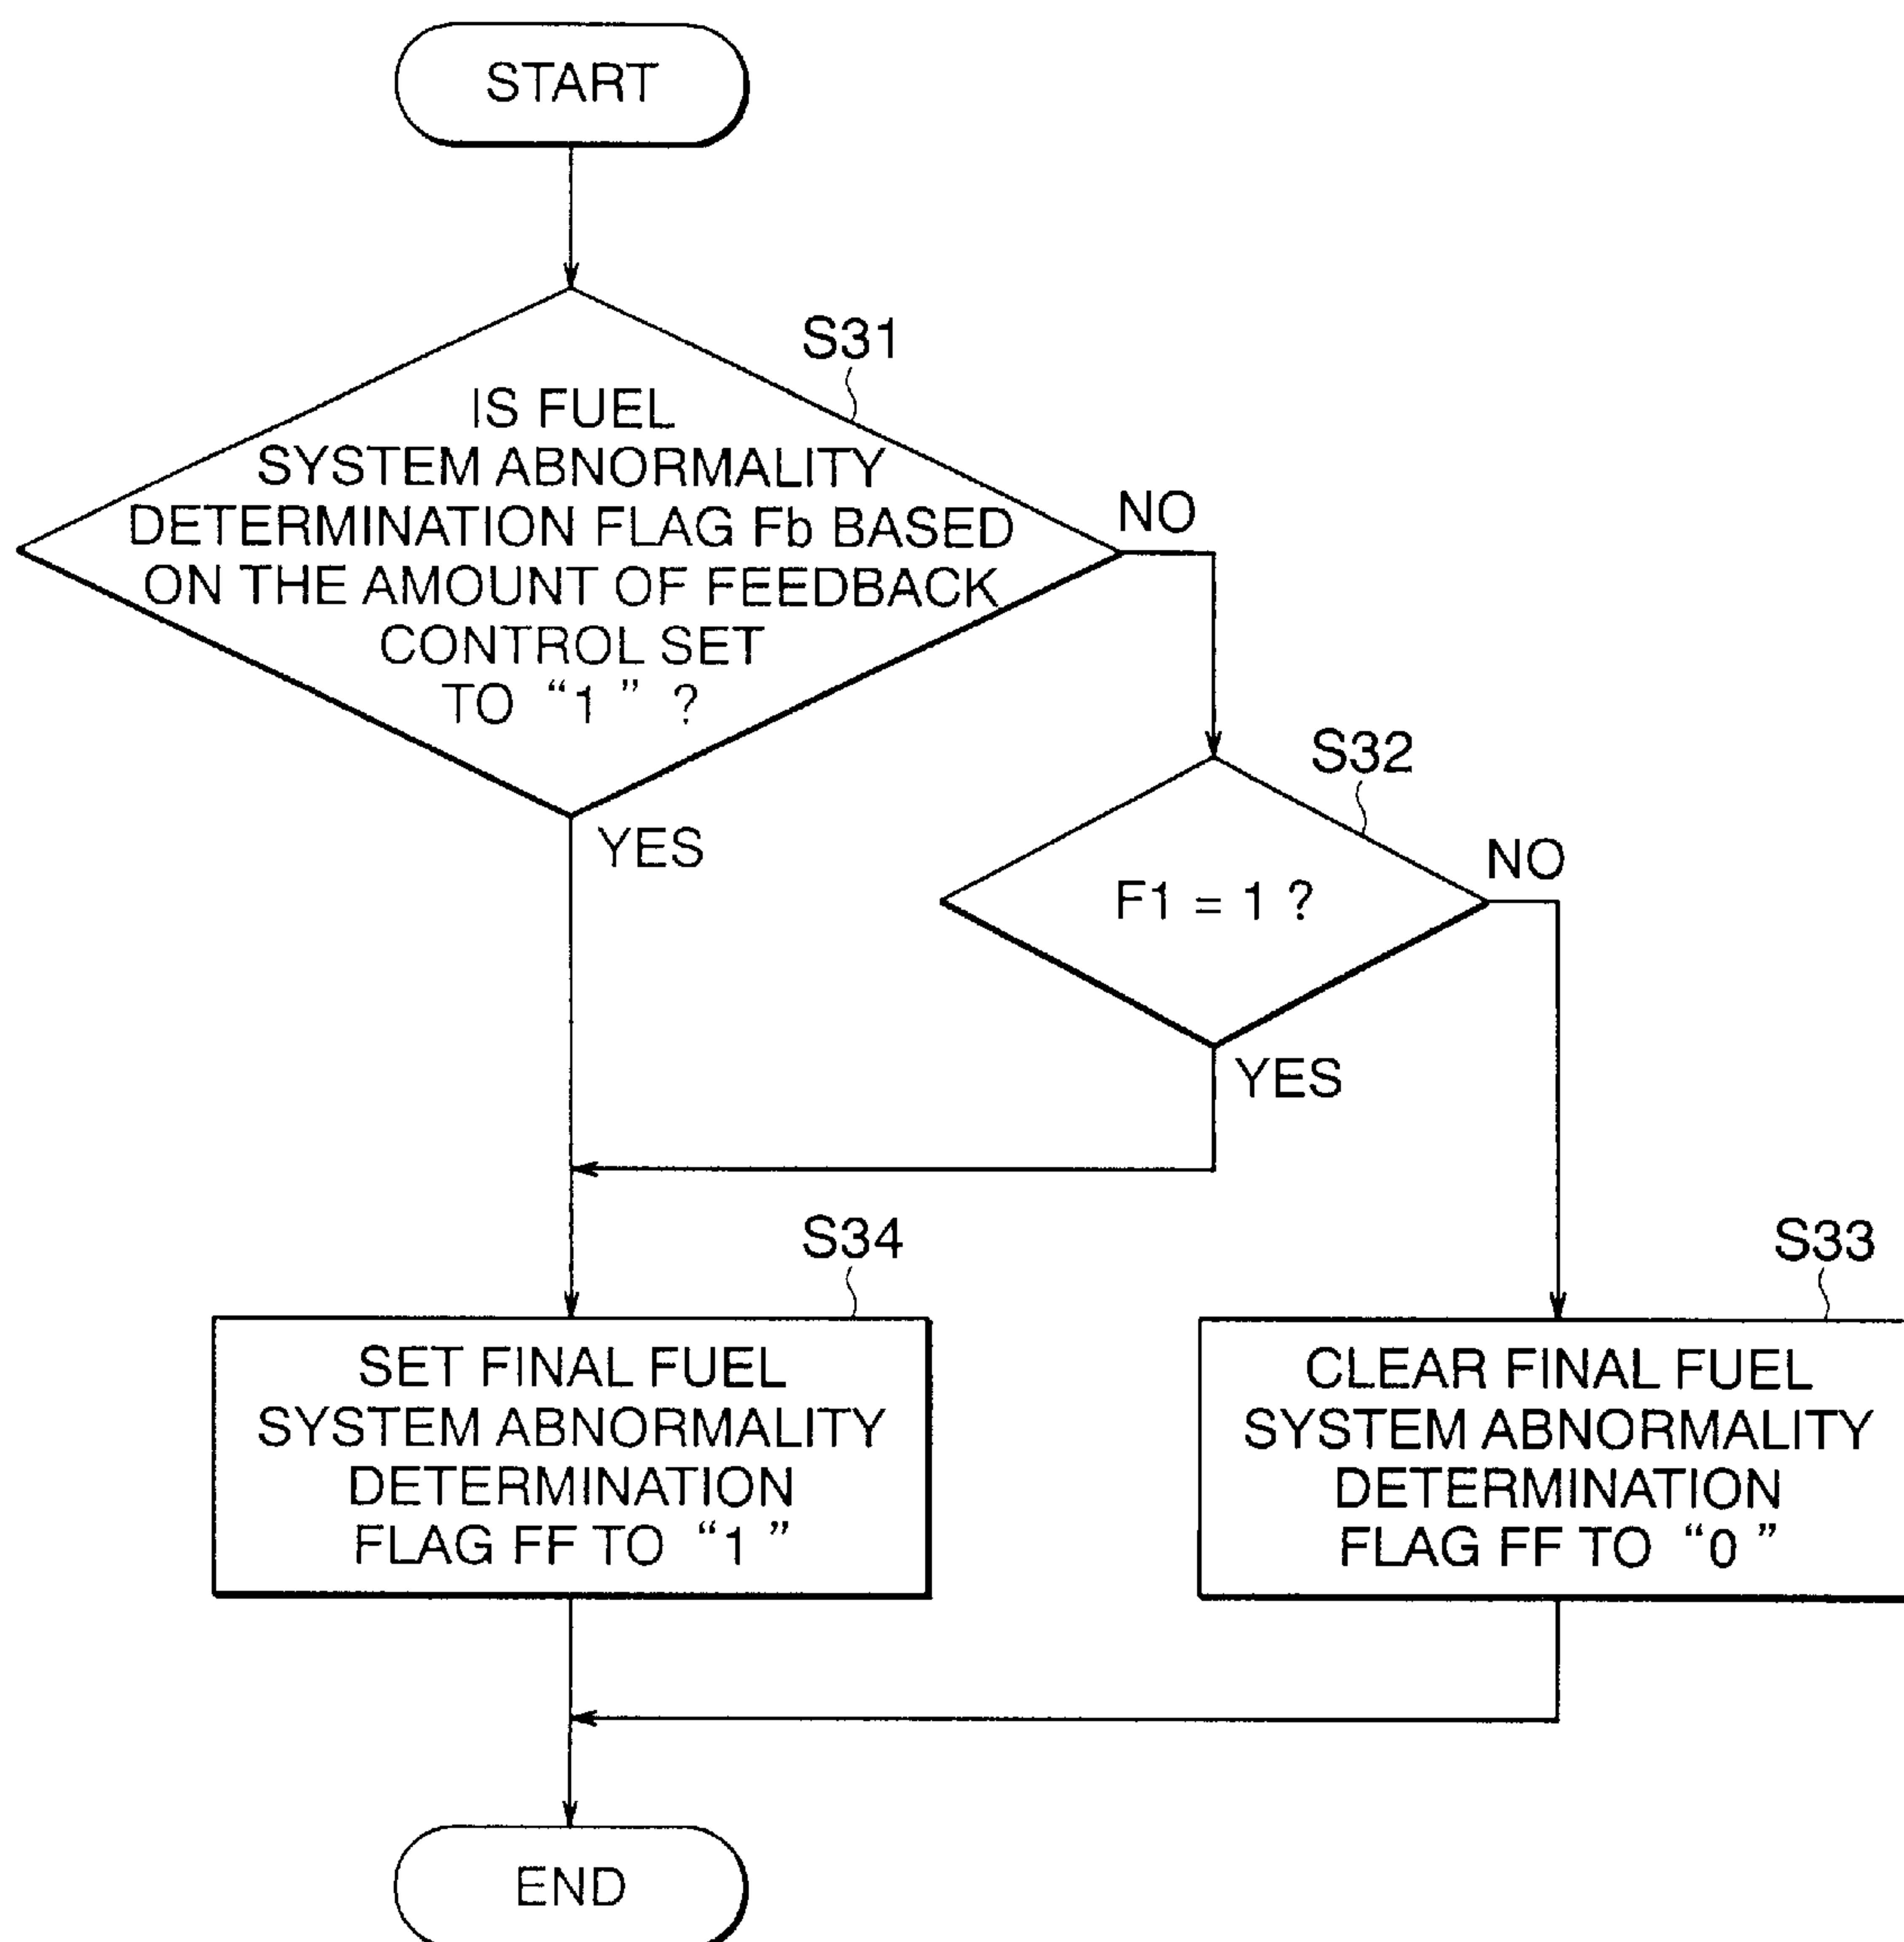 START
S31
IS FUEL
SYSTEM ABNORMALITY
DETERMINATION FLAG Fb BASED
ON THE AMOUNT OF FEEDBACK
CONTROL SET
TO “1” ?
NO
YES
S32
F1 = 1 ?
NO
YES
S34
SET FINAL FUEL
SYSTEM ABNORMALITY
DETERMINATION
FLAG FF TO “1”
S33
CLEAR FINAL FUEL
SYSTEM ABNORMALITY
DETERMINATION
FLAG FF TO “0”
END